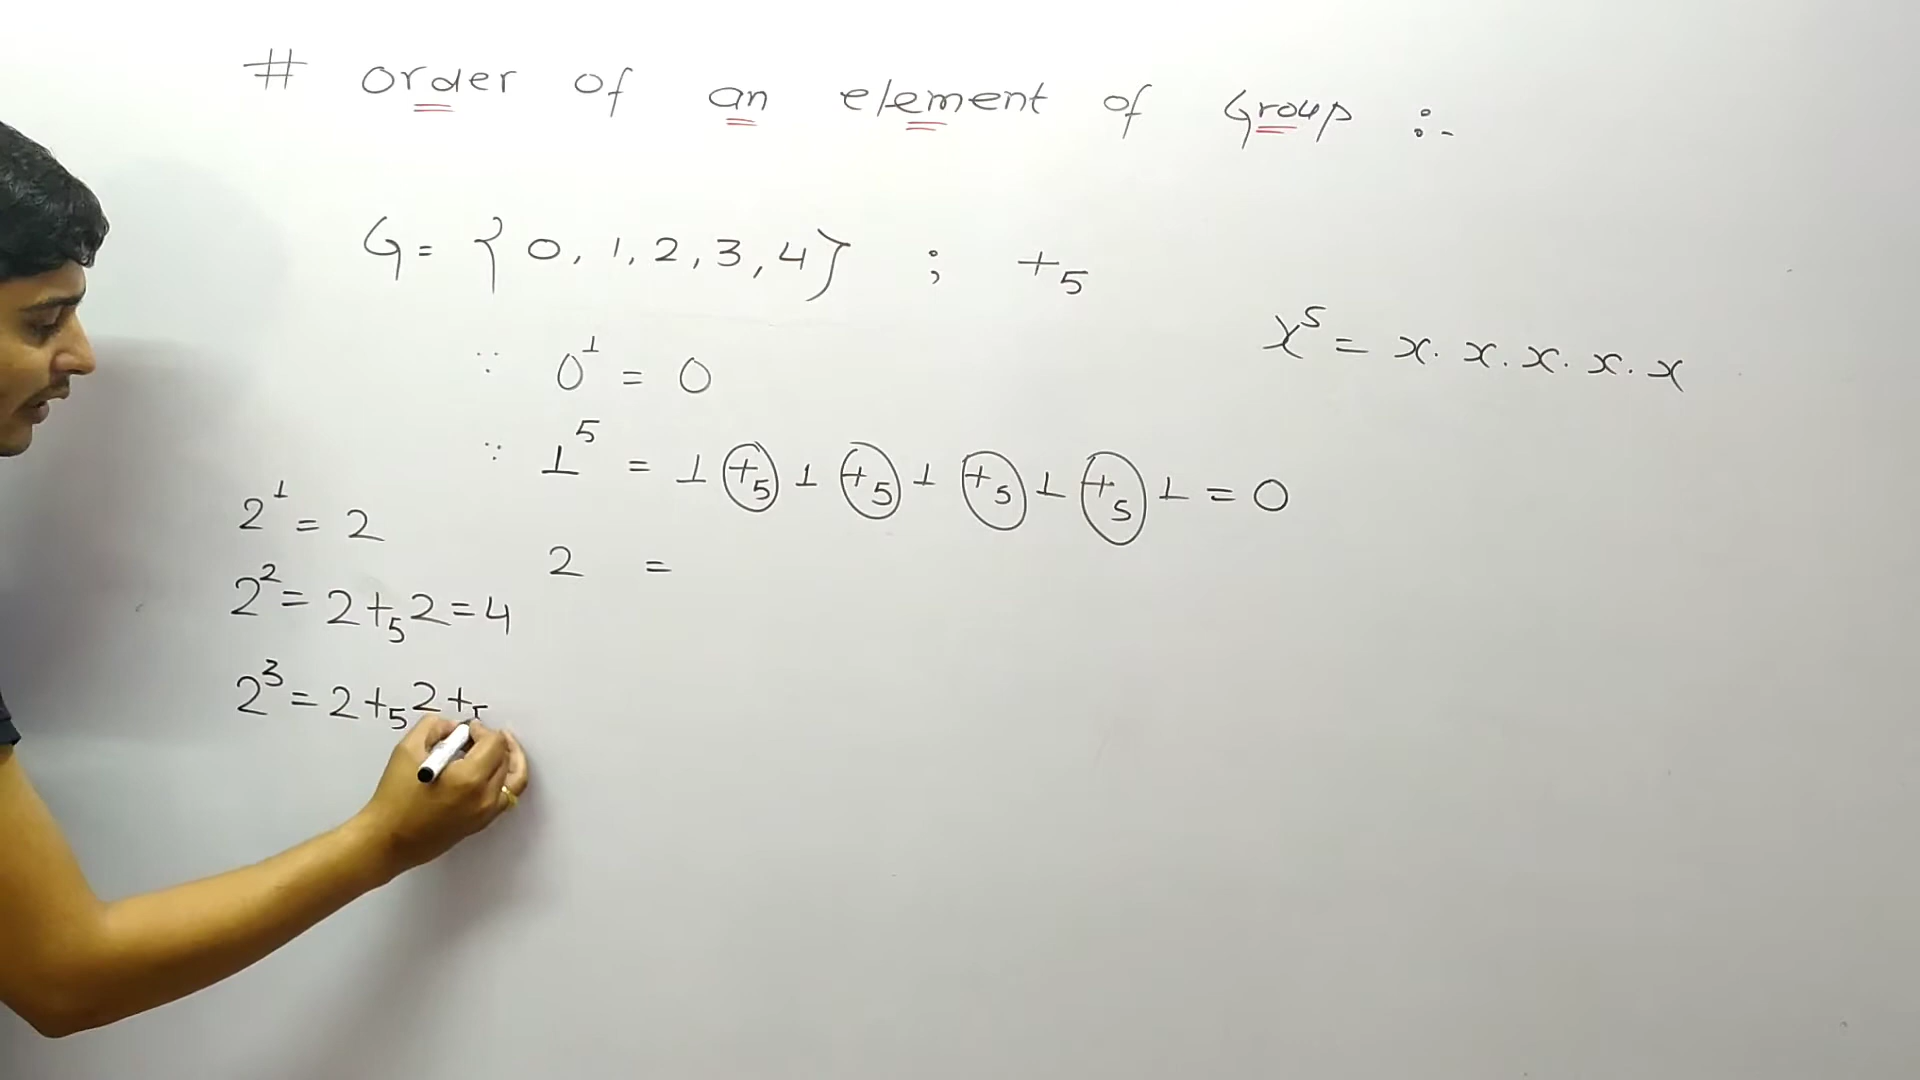 # order of an element of Group :-
G = { 0, 1, 2, 3, 4 } ; +₅
x⁵ = x . x . x . x . x
∵ 0¹ = 0
∵ 1⁵ = 1 +₅ 1 +₅ 1 +₅ 1 +₅ 1 = 0
2¹ = 2
2 =
2² = 2 +₅ 2 = 4
2³ = 2 +₅ 2 +₅